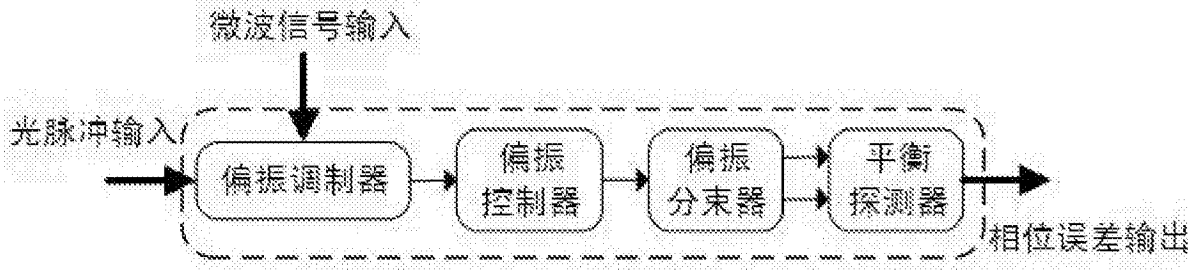 微波信号输入
光脉冲输入
偏振调制器
偏振
控制器
偏振
分束器
平衡
探测器
相位误差输出